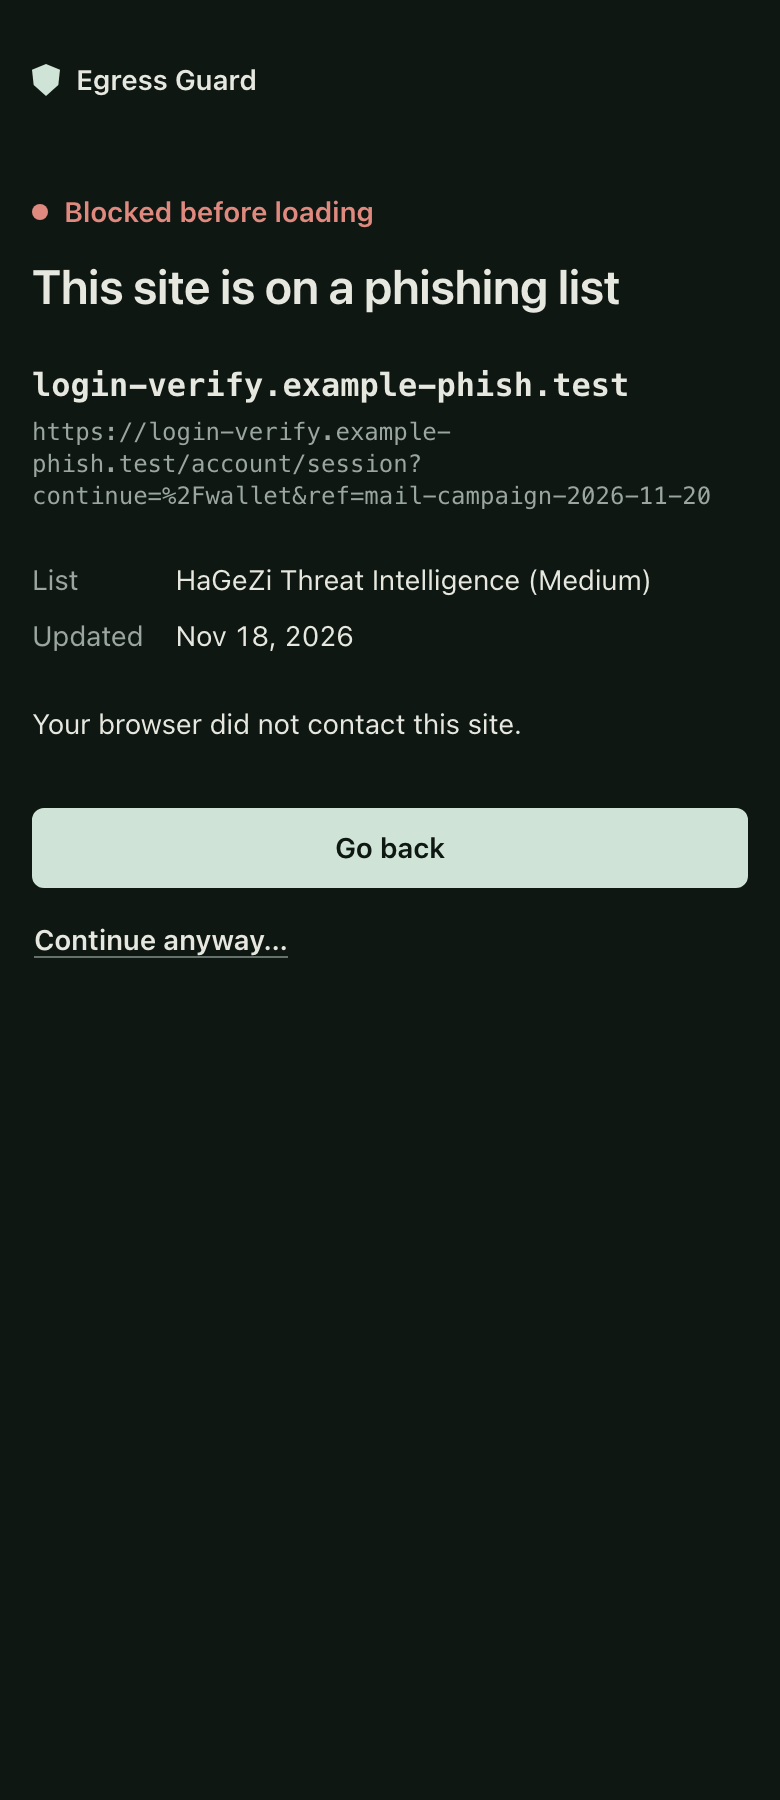 Egress Guard
Blocked before loading
This site is on a phishing list
login-verify.example-phish.test
https://login-verify.example-
phish.test/account/session?
continue=%2Fwallet&ref=mail-campaign-2026-11-20
List HaGeZi Threat Intelligence (Medium)
Updated Nov 18, 2026
Your browser did not contact this site.
Go back
Continue anyway...